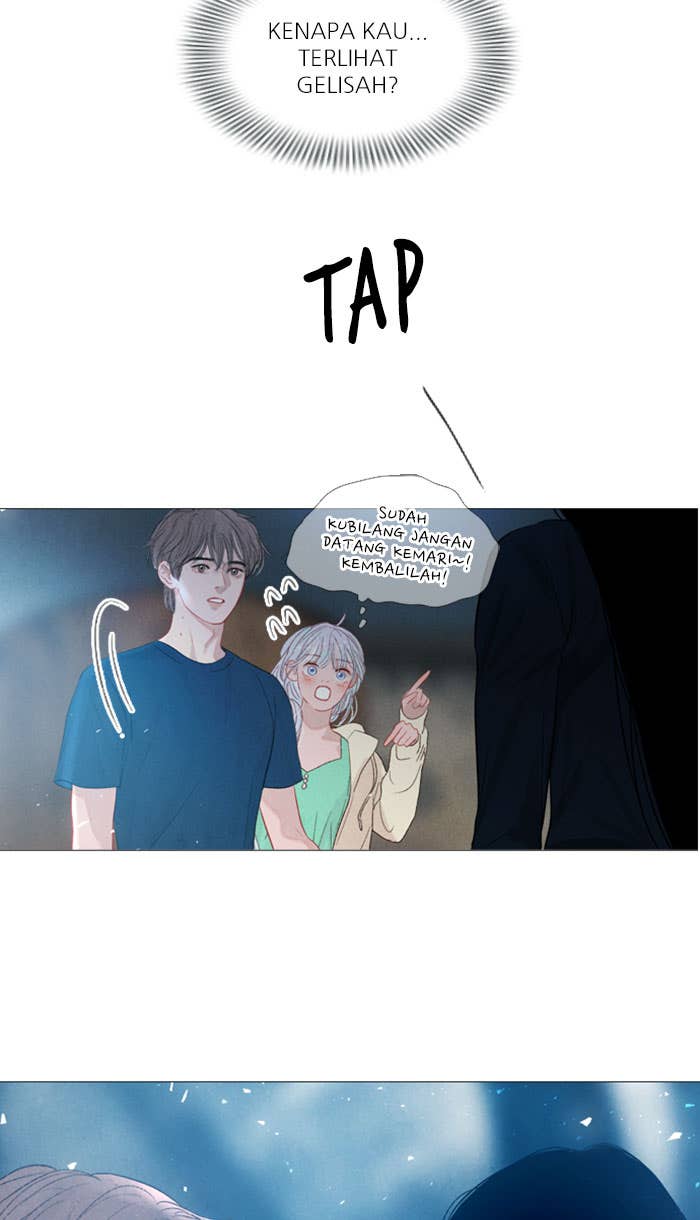 KENAPA KAU...
TERLIHAT
GELISAH?
TAP
SUDAH
KUBILANG JANGAN
DATANG KEMARI~!
KEMBALILAH!